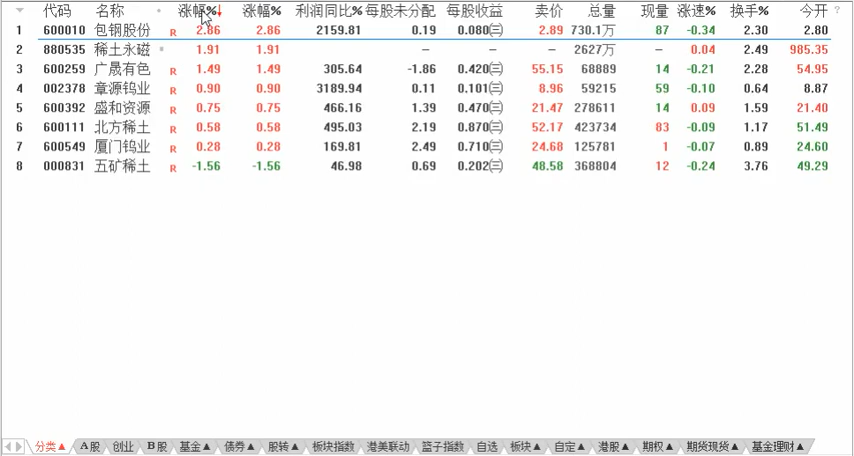 代码 名称 涨幅%↓ 涨幅% 利润同比% 每股未分配 每股收益 卖价 总量 现量 涨速% 换手% 今开 ?
1 600010 包钢股份 R 2.86 2.86 2159.81 0.19 0.080㈢ 2.89 730.1万 87 -0.34 2.30 2.80
2 880535 稀土永磁 1.91 1.91 – – – 2627万 – 0.04 2.49 985.35
3 600259 广晟有色 R 1.49 1.49 305.64 -1.86 0.420㈢ 55.15 68889 14 -0.21 2.28 54.95
4 002378 章源钨业 R 0.90 0.90 3189.94 0.11 0.101㈢ 8.96 59215 59 -0.10 0.64 8.87
5 600392 盛和资源 R 0.75 0.75 466.16 1.39 0.470㈢ 21.47 278611 14 0.09 1.59 21.40
6 600111 北方稀土 R 0.58 0.58 495.03 2.19 0.870㈢ 52.17 423734 83 -0.09 1.17 51.49
7 600549 厦门钨业 R 0.28 0.28 169.81 2.49 0.710㈢ 24.68 125781 1 -0.07 0.89 24.60
8 000831 五矿稀土 R -1.56 -1.56 46.98 0.69 0.202㈢ 48.58 368804 12 -0.24 3.76 49.29
分类▲ A股 创业 B股 基金▲ 债券▲ 股转▲ 板块指数 港美联动 篮子指数 自选 板块▲ 自定▲ 港股▲ 期权▲ 期货现货▲ 基金理财▲